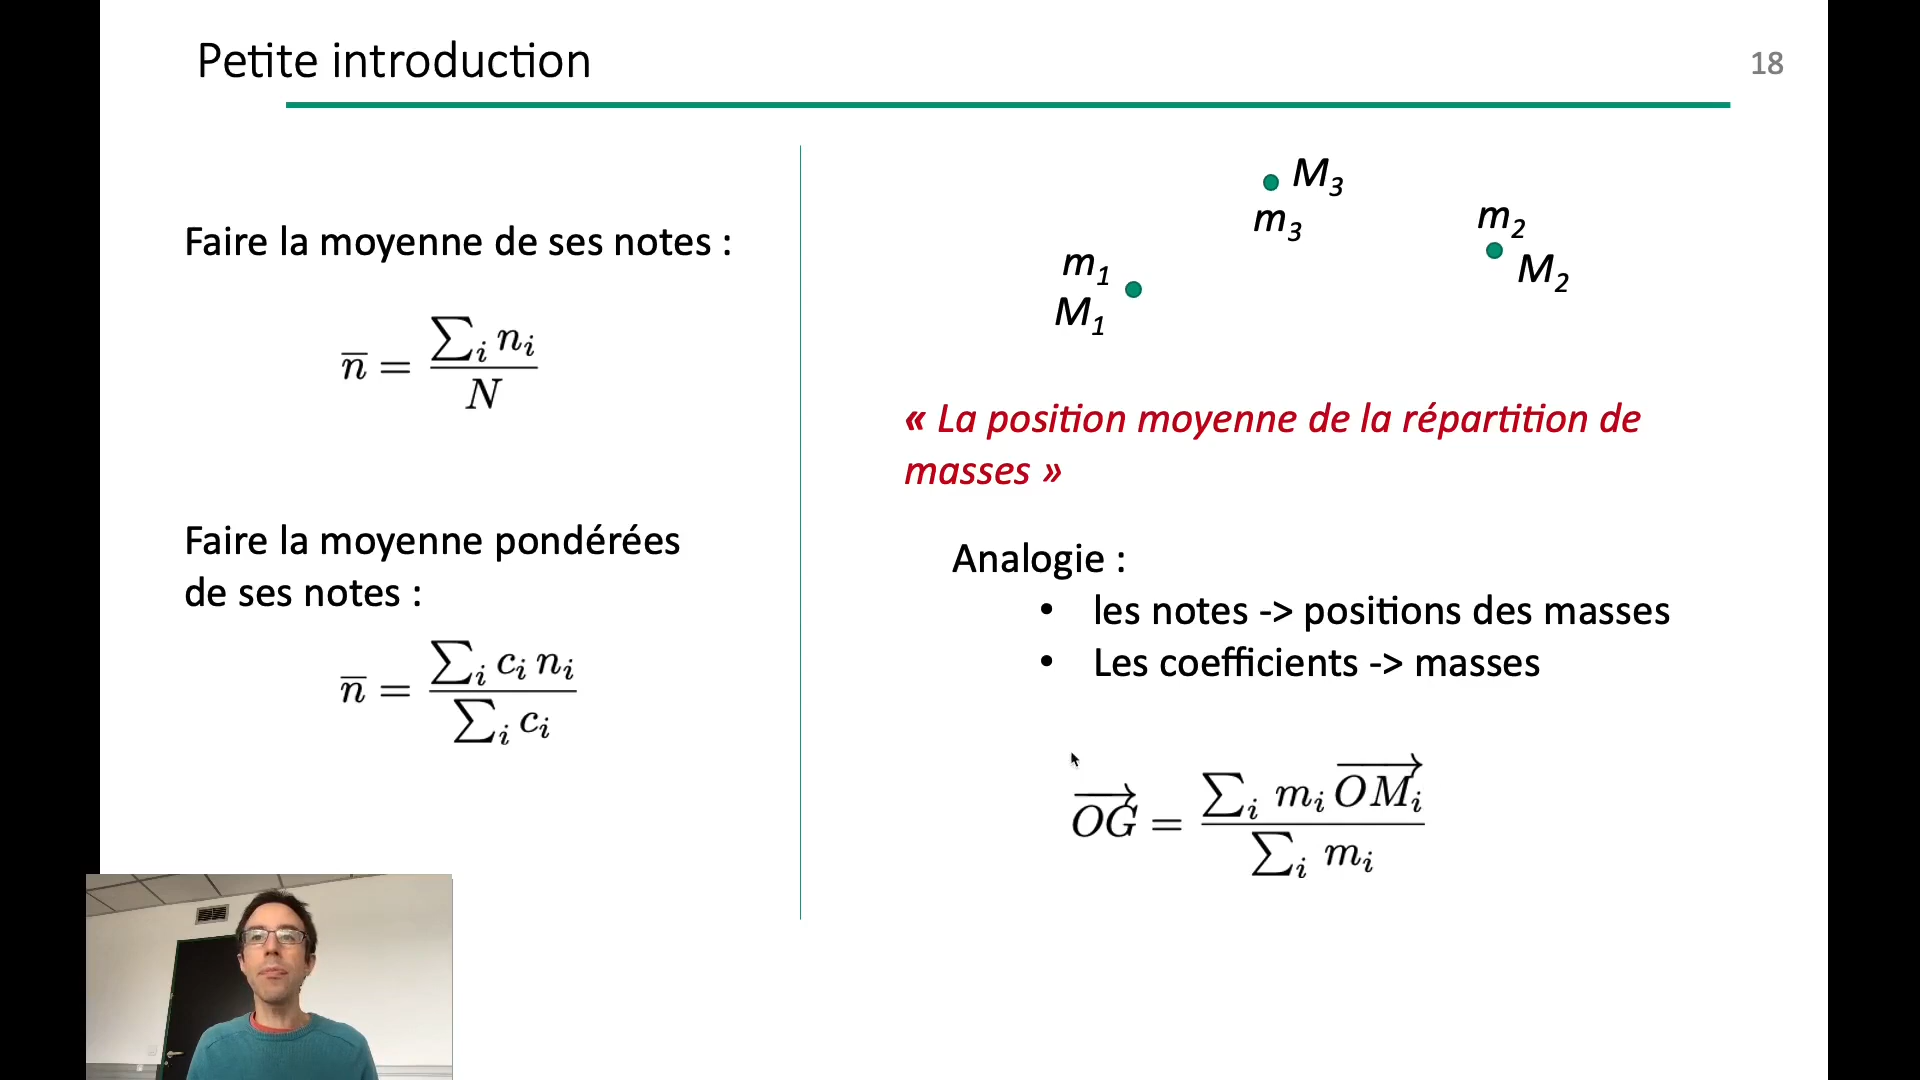 Petite introduction
18
Faire la moyenne de ses notes :
n̅ = ∑ᵢ nᵢ / N
Faire la moyenne pondérées
de ses notes :
n̅ = ∑ᵢ cᵢ nᵢ / ∑ᵢ cᵢ
M₃
m₃
m₂
M₂
m₁
M₁
« La position moyenne de la répartition de
masses »
Analogie :
• les notes -> positions des masses
• Les coefficients -> masses
\overrightarrow{OG} = ∑ᵢ mᵢ \overrightarrow{OMᵢ} / ∑ᵢ mᵢ